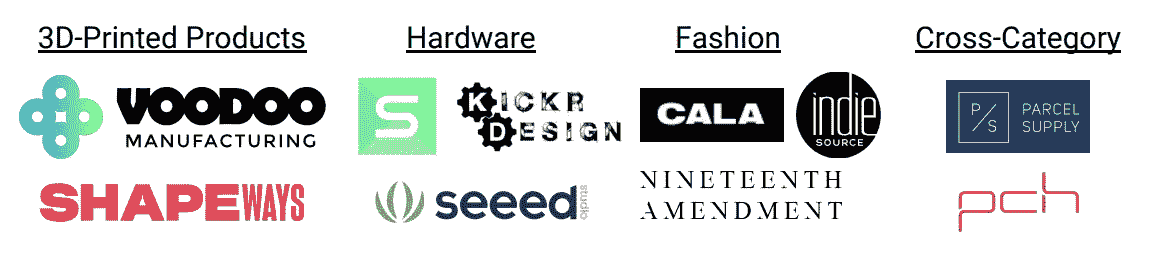 3D-Printed Products
VOODOO
MANUFACTURING
SHAPEWAYS
Hardware
S
KICKR
DESIGN
seeed
studio
Fashion
CALA
indie
SOURCE
NINETEENTH
AMENDMENT
Cross-Category
P/S
PARCEL
SUPPLY
pch